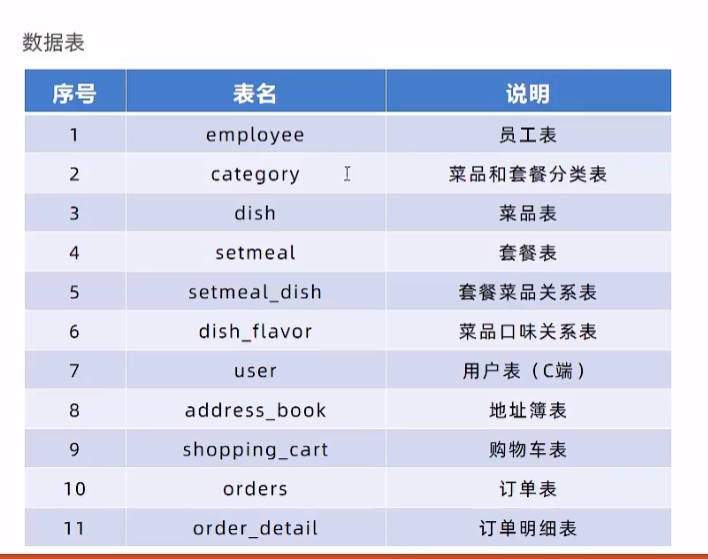 数据表
序号 表名 说明
1 employee 员工表
2 category 菜品和套餐分类表
3 dish 菜品表
4 setmeal 套餐表
5 setmeal_dish 套餐菜品关系表
6 dish_flavor 菜品口味关系表
7 user 用户表（C端）
8 address_book 地址簿表
9 shopping_cart 购物车表
10 orders 订单表
11 order_detail 订单明细表